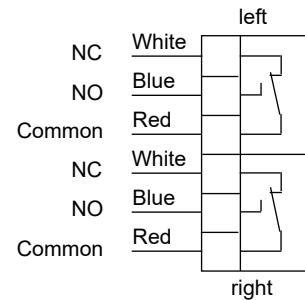 left
NC White
NO Blue
Common Red
NC White
NO Blue
Common Red
right